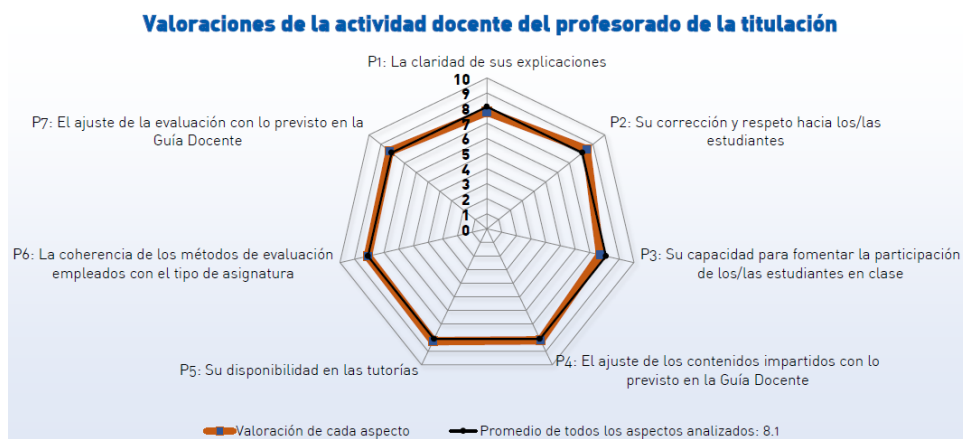 Valoraciones de la actividad docente del profesorado de la titulación
P1: La claridad de sus explicaciones
10
9
8
7
6
5
4
3
2
1
0
P2: Su corrección y respeto hacia los/las
estudiantes
P3: Su capacidad para fomentar la participación
de los/las estudiantes en clase
P4: El ajuste de los contenidos impartidos con lo
previsto en la Guía Docente
P5: Su disponibilidad en las tutorías
P6: La coherencia de los métodos de evaluación
empleados con el tipo de asignatura
P7: El ajuste de la evaluación con lo previsto en la
Guía Docente
Valoración de cada aspecto
Promedio de todos los aspectos analizados: 8.1